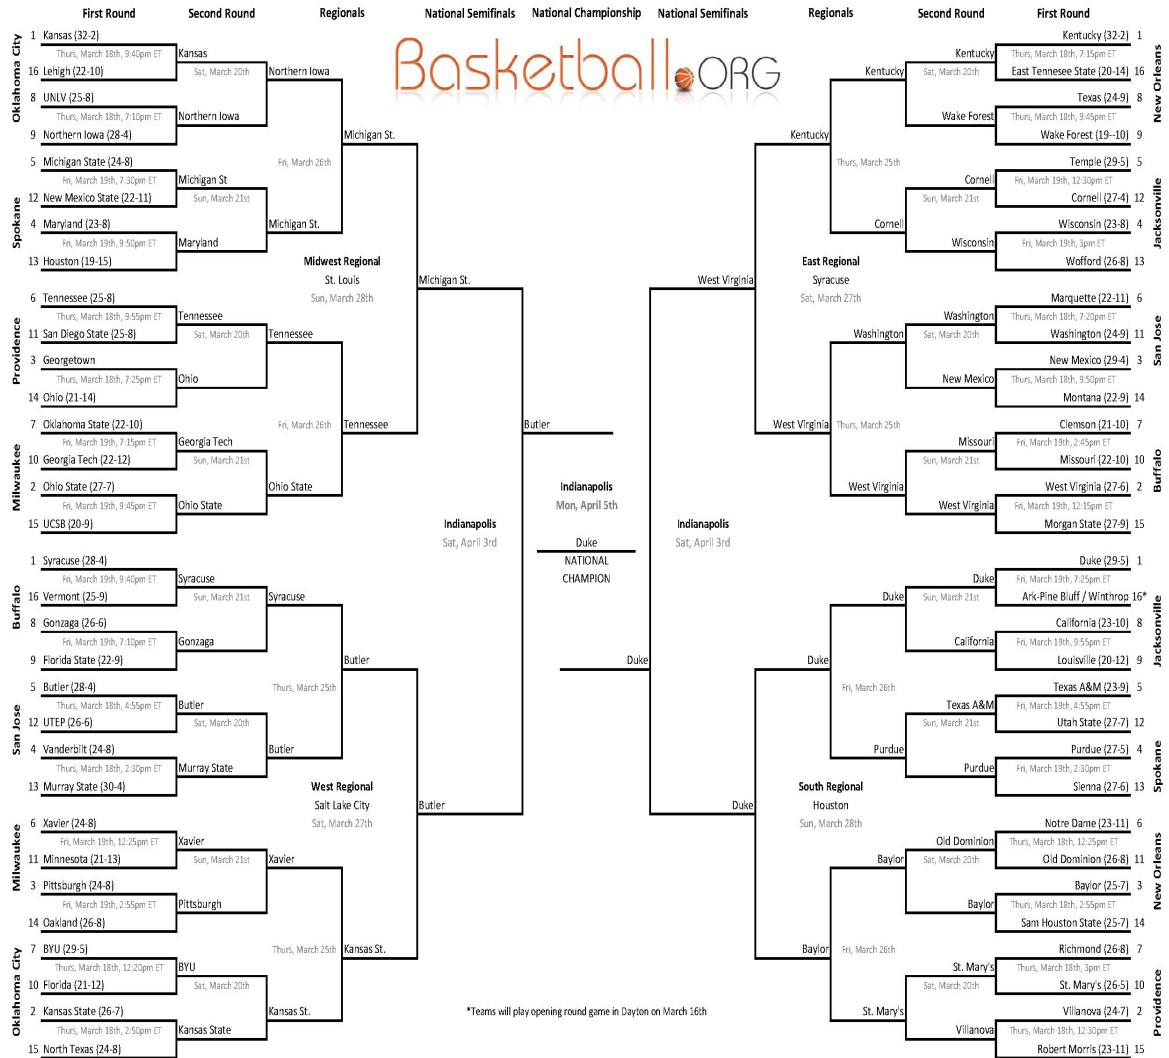 First Round Second Round Regionals National Semifinals National Championship National Semifinals Regionals Second Round First Round
Basketball.ORG
Oklahoma City
1 Kansas (32-2)
Thurs, March 18th, 9:40pm ET
16 Lehigh (22-10)
8 UNLV (25-8)
Thurs, March 18th, 7:10pm ET
9 Northern Iowa (28-4)
Spokane
5 Michigan State (24-8)
Fri, March 19th, 7:30pm ET
12 New Mexico State (22-11)
4 Maryland (23-8)
Fri, March 19th, 9:50pm ET
13 Houston (19-15)
Providence
6 Tennessee (25-8)
Thurs, March 18th, 9:55pm ET
11 San Diego State (25-8)
3 Georgetown
Thurs, March 18th, 7:25pm ET
14 Ohio (21-14)
Milwaukee
7 Oklahoma State (22-10)
Fri, March 19th, 7:15pm ET
10 Georgia Tech (22-12)
2 Ohio State (27-7)
Fri, March 19th, 9:45pm ET
15 UCSB (20-9)
Buffalo
1 Syracuse (28-4)
Fri, March 19th, 9:40pm ET
16 Vermont (25-9)
8 Gonzaga (26-6)
Fri, March 19th, 7:10pm ET
9 Florida State (22-9)
San Jose
5 Butler (28-4)
Thurs, March 18th, 4:55pm ET
12 UTEP (26-6)
4 Vanderbilt (24-8)
Thurs, March 18th, 2:30pm ET
13 Murray State (30-4)
Milwaukee
6 Xavier (24-8)
Fri, March 19th, 12:25pm ET
11 Minnesota (21-13)
3 Pittsburgh (24-8)
Fri, March 19th, 2:55pm ET
14 Oakland (26-8)
Oklahoma City
7 BYU (29-5)
Thurs, March 18th, 12:20pm ET
10 Florida (21-12)
2 Kansas State (26-7)
Thurs, March 18th, 2:50pm ET
15 North Texas (24-8)
Kansas
Sat, March 20th
Northern Iowa
Michigan St
Sun, March 21st
Maryland
Tennessee
Sat, March 20th
Ohio
Georgia Tech
Sun, March 21st
Ohio State
Syracuse
Sun, March 21st
Gonzaga
Butler
Sat, March 20th
Murray State
Xavier
Sun, March 21st
Pittsburgh
BYU
Sat, March 20th
Kansas State
Northern Iowa
Fri, March 26th
Michigan St.
Tennessee
Fri, March 26th
Ohio State
Syracuse
Thurs, March 25th
Butler
Xavier
Thurs, March 25th
Kansas St.
Michigan St.
Midwest Regional
St. Louis
Sun, March 28th
Tennessee
Butler
West Regional
Salt Lake City
Sat, March 27th
Kansas St.
Michigan St.
Indianapolis
Sat, April 3rd
Butler
Butler
Indianapolis
Mon, April 5th
Duke
NATIONAL
CHAMPION
Duke
*Teams will play opening round game in Dayton on March 16th
West Virginia
Indianapolis
Sat, April 3rd
Duke
Kentucky
East Regional
Syracuse
Sat, March 27th
West Virginia
Duke
South Regional
Houston
Sun, March 28th
Baylor
Kentucky
Thurs, March 25th
Cornell
Washington
Thurs, March 25th
West Virginia
Duke
Fri, March 26th
Purdue
Baylor
Fri, March 26th
St. Mary's
Kentucky
Sat, March 20th
Wake Forest
Cornell
Sun, March 21st
Wisconsin
Washington
Sat, March 20th
New Mexico
Missouri
Sun, March 21st
West Virginia
Duke
Sun, March 21st
California
Texas A&M
Sun, March 21st
Purdue
Old Dominion
Sat, March 20th
Baylor
St. Mary's
Sat, March 20th
Villanova
New Orleans
Kentucky (32-2) 1
Thurs, March 18th, 7:15pm ET
East Tennessee State (20-14) 16
Texas (24-9) 8
Thurs, March 18th, 9:45pm ET
Wake Forest (19--10) 9
Jacksonville
Temple (29-5) 5
Fri, March 19th, 12:30pm ET
Cornell (27-4) 12
Wisconsin (23-8) 4
Fri, March 19th, 3pm ET
Wofford (26-8) 13
San Jose
Marquette (22-11) 6
Thurs, March 18th, 7:20pm ET
Washington (24-9) 11
New Mexico (29-4) 3
Thurs, March 18th, 9:50pm ET
Montana (22-9) 14
Buffalo
Clemson (21-10) 7
Fri, March 19th, 2:45pm ET
Missouri (22-10) 10
West Virginia (27-6) 2
Fri, March 19th, 12:15pm ET
Morgan State (27-9) 15
Jacksonville
Duke (29-5) 1
Fri, March 19th, 7:25pm ET
Ark-Pine Bluff / Winthrop 16*
California (23-10) 8
Fri, March 19th, 9:55pm ET
Louisville (20-12) 9
Spokane
Texas A&M (23-9) 5
Fri, March 19th, 4:55pm ET
Utah State (27-7) 12
Purdue (27-5) 4
Fri, March 19th, 2:30pm ET
Sienna (27-6) 13
New Orleans
Notre Dame (23-11) 6
Thurs, March 18th, 12:25pm ET
Old Dominion (26-8) 11
Baylor (25-7) 3
Thurs, March 18th, 2:55pm ET
Sam Houston State (25-7) 14
Providence
Richmond (26-8) 7
Thurs, March 18th, 3pm ET
St. Mary's (26-5) 10
Villanova (24-7) 2
Thurs, March 18th, 12:30pm ET
Robert Morris (23-11) 15